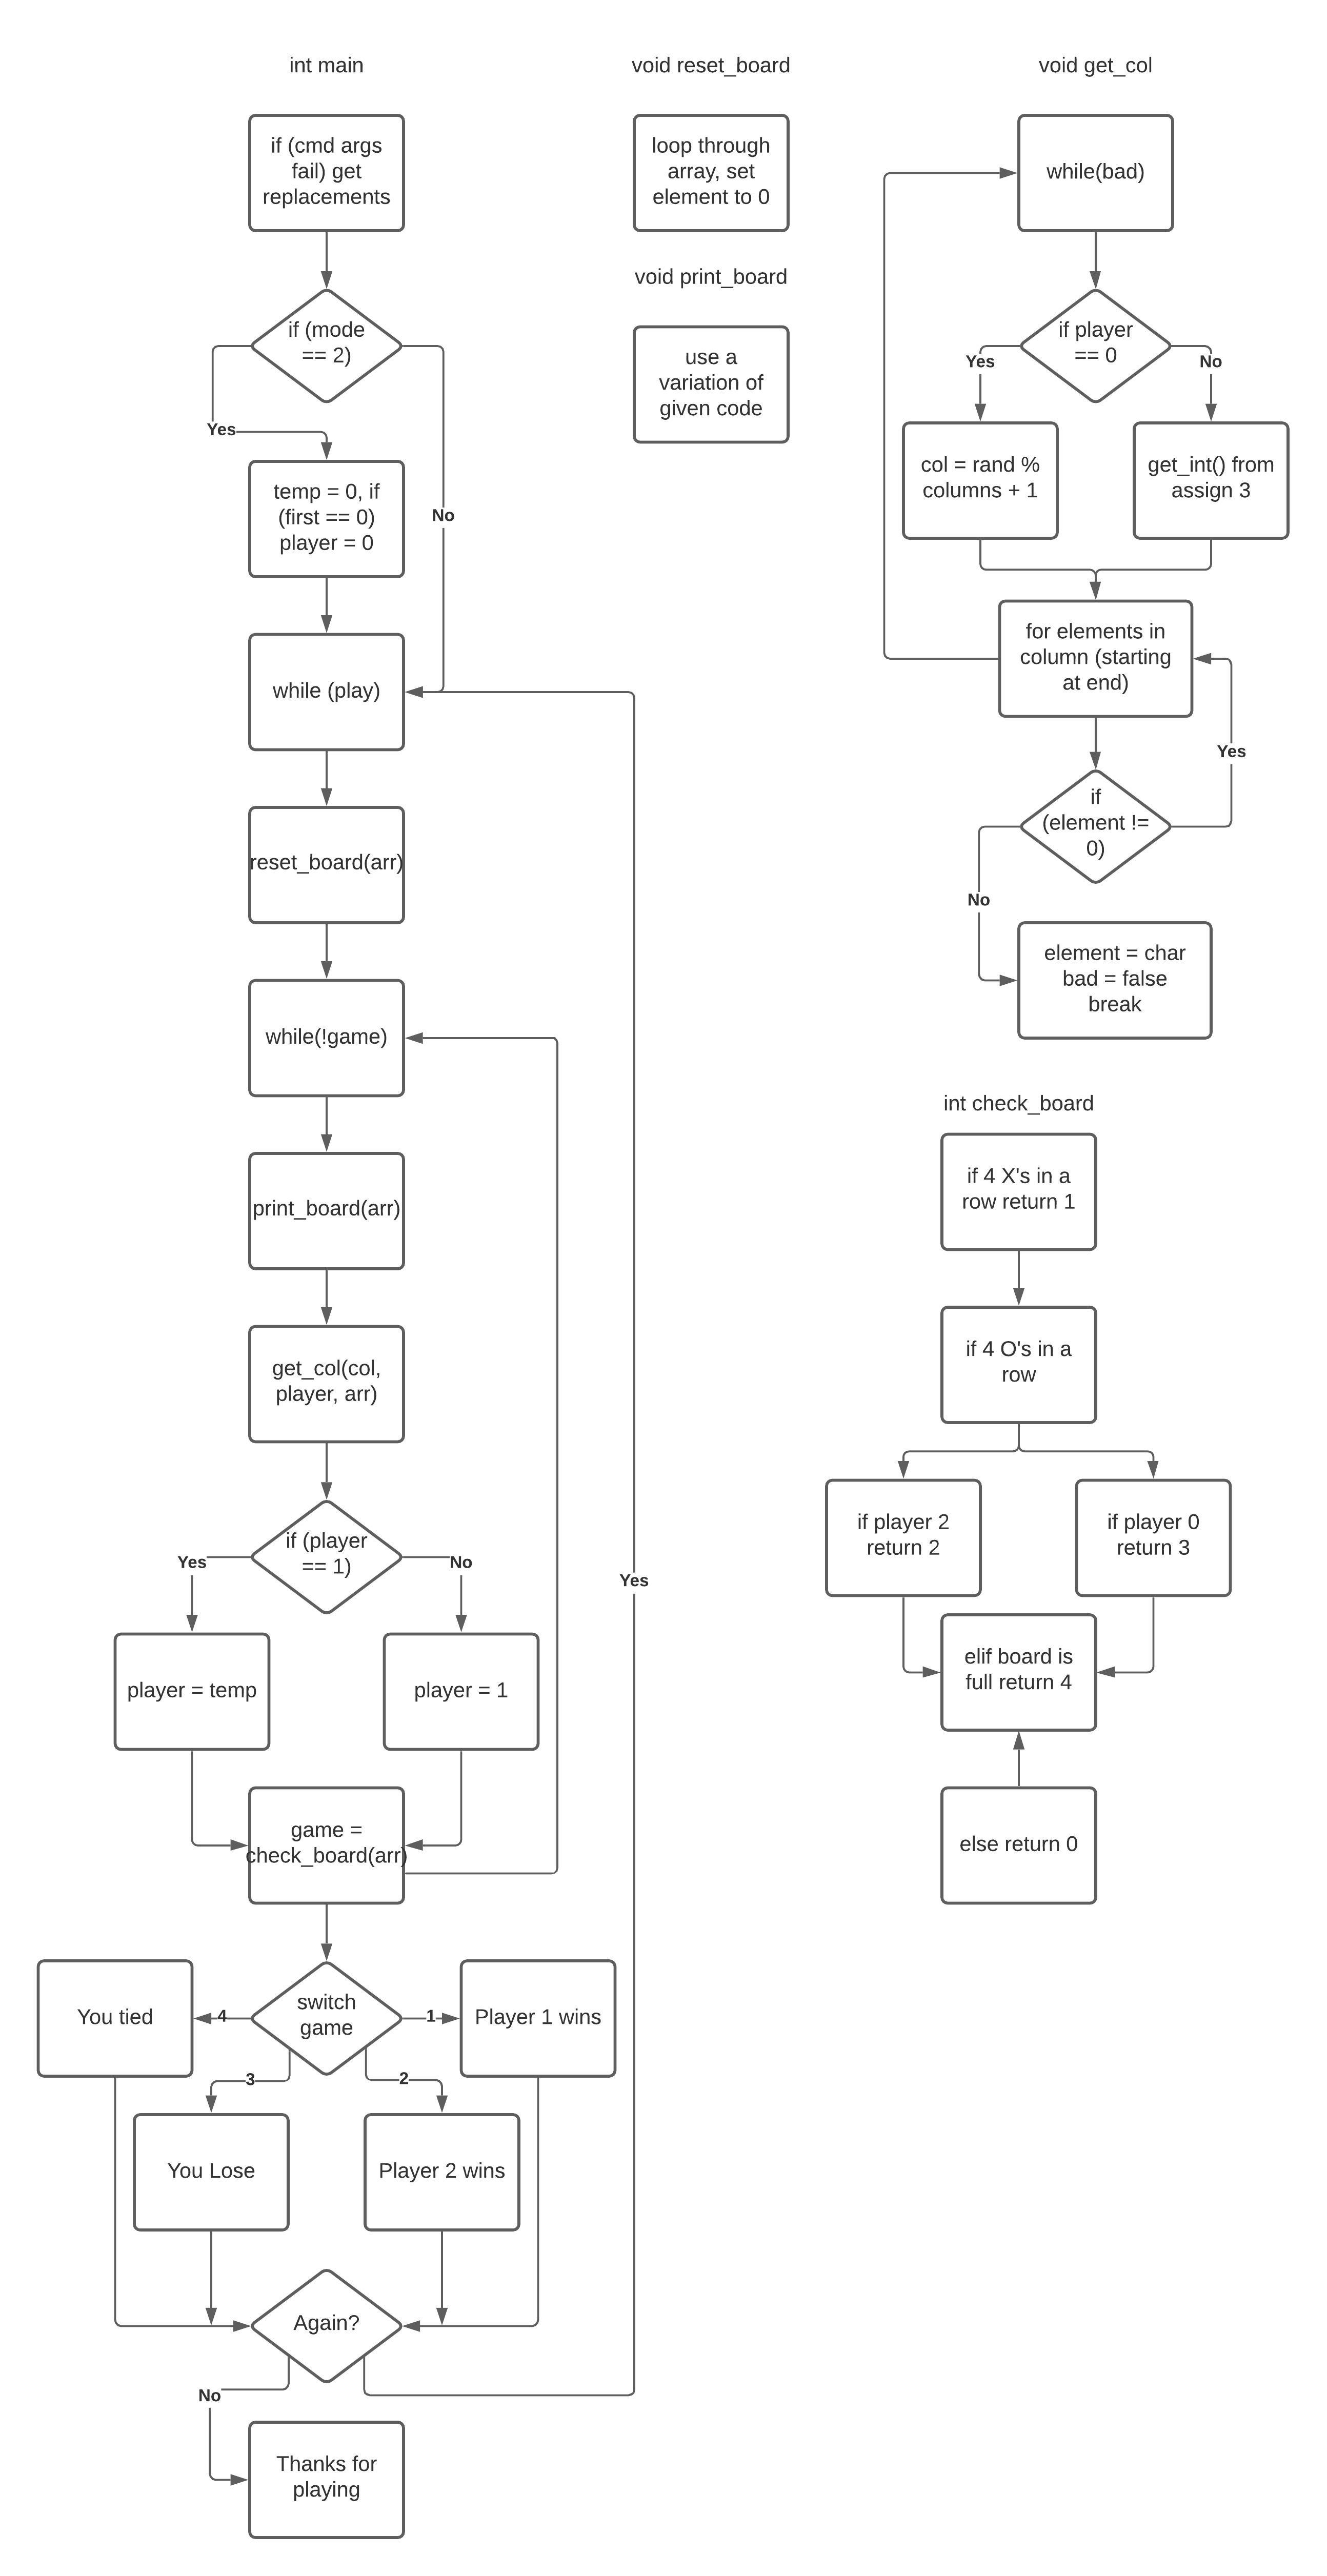 int main
if (cmd args
fail) get
replacements
if (mode
== 2)
Yes
No
temp = 0, if
(first == 0)
player = 0
while (play)
reset_board(arr)
while(!game)
print_board(arr)
get_col(col,
player, arr)
if (player
== 1)
Yes
No
Yes
player = temp
player = 1
game =
check_board(arr)
switch
game
4
1
3
2
You tied
Player 1 wins
You Lose
Player 2 wins
Again?
No
Thanks for
playing
void reset_board
loop through
array, set
element to 0
void print_board
use a
variation of
given code
void get_col
while(bad)
if player
== 0
Yes
No
col = rand %
columns + 1
get_int() from
assign 3
for elements in
column (starting
at end)
Yes
if
(element !=
0)
No
element = char
bad = false
break
int check_board
if 4 X's in a
row return 1
if 4 O's in a
row
if player 2
return 2
if player 0
return 3
elif board is
full return 4
else return 0